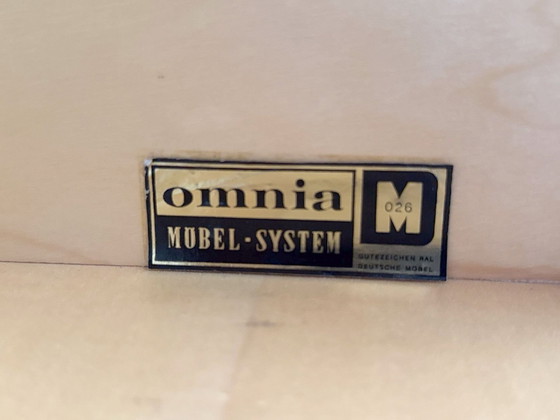 omnia
MÖBEL-SYSTEM
M
026
GÜTEZEICHEN RAL
DEUTSCHE MÖBEL